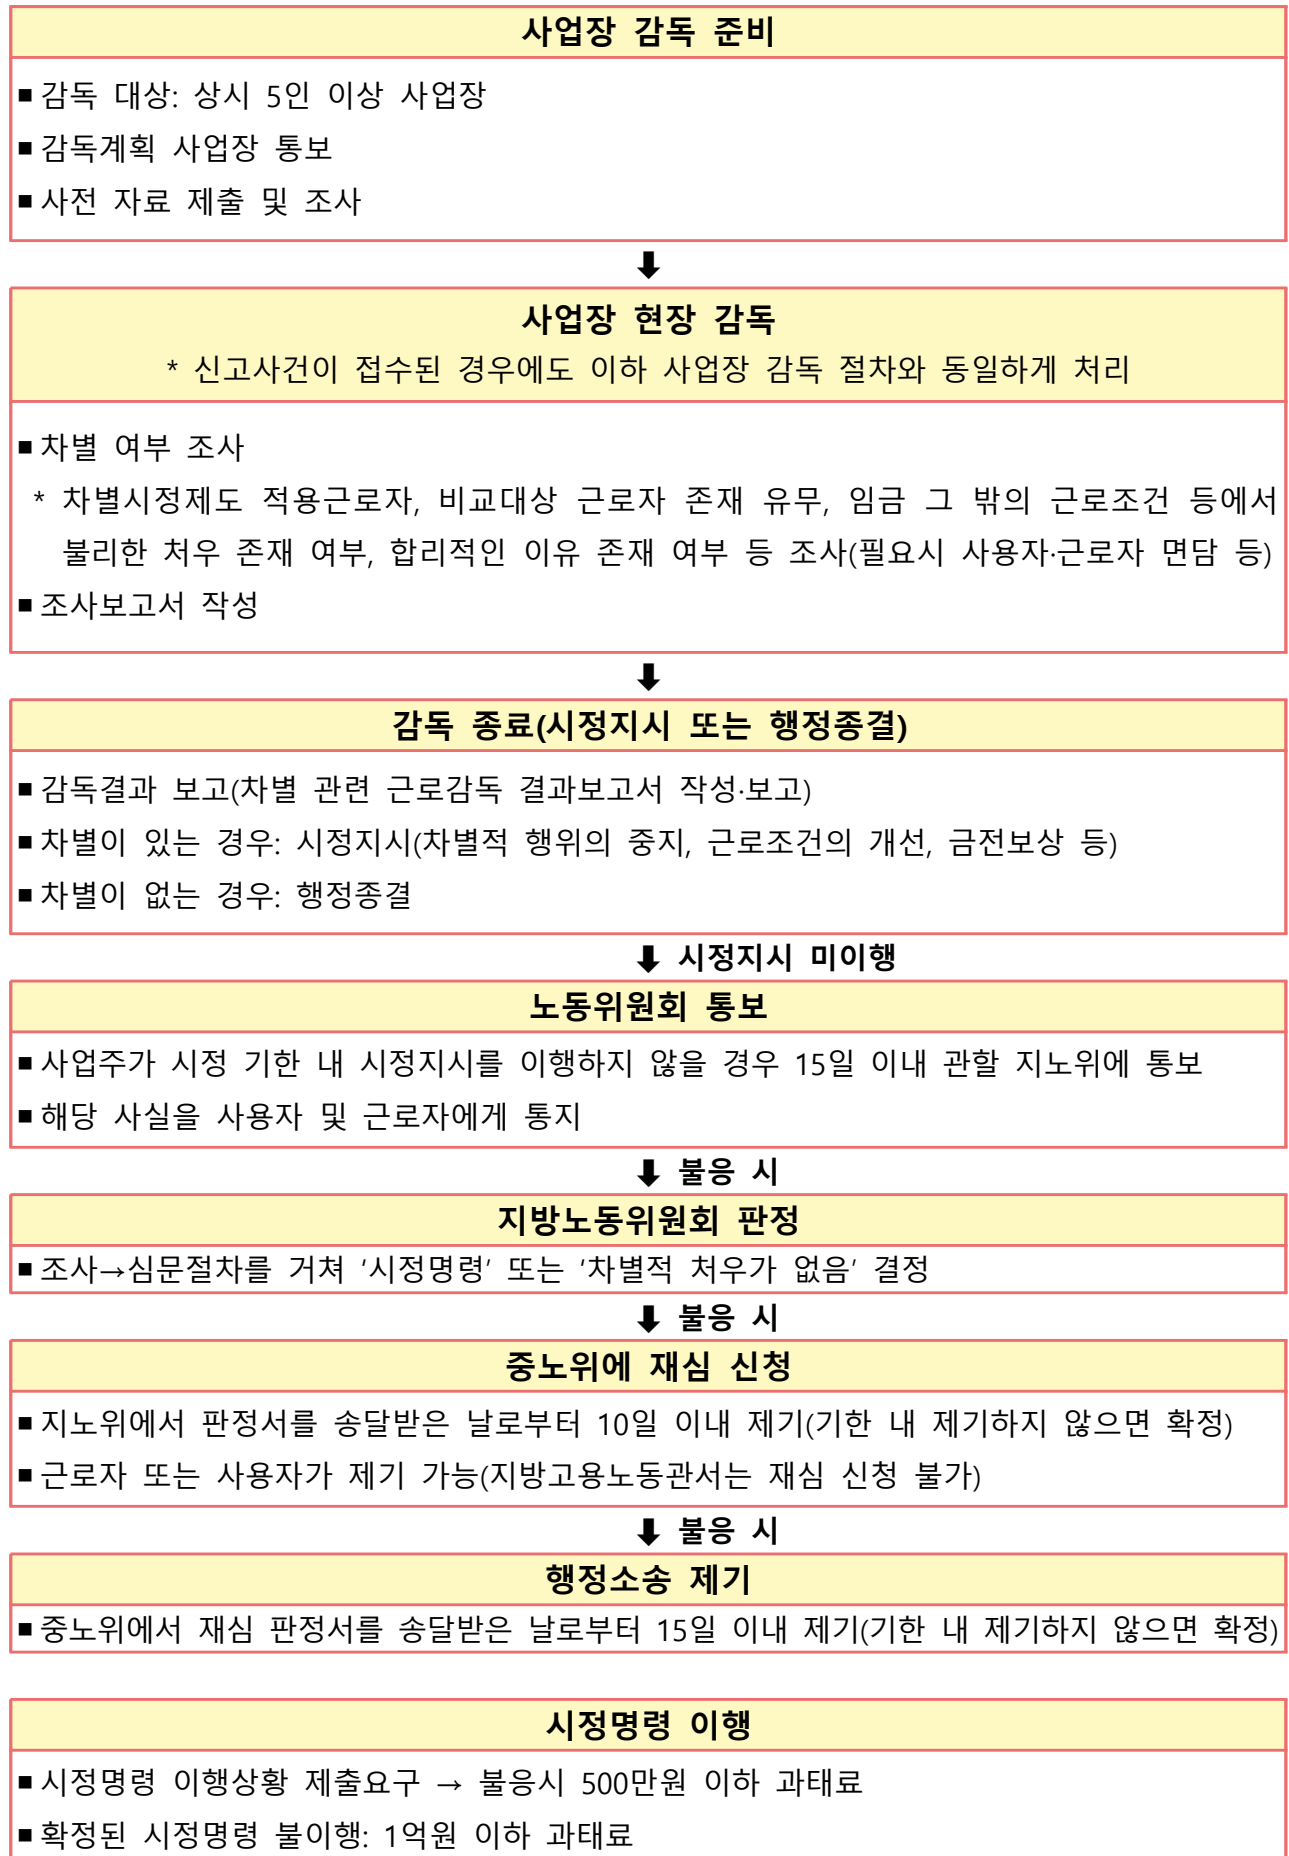 사업장 감독 준비
■ 감독 대상: 상시 5인 이상 사업장
■ 감독계획 사업장 통보
■ 사전 자료 제출 및 조사
⬇
사업장 현장 감독
* 신고사건이 접수된 경우에도 이하 사업장 감독 절차와 동일하게 처리
■ 차별 여부 조사
* 차별시정제도 적용근로자, 비교대상 근로자 존재 유무, 임금 그 밖의 근로조건 등에서
불리한 처우 존재 여부, 합리적인 이유 존재 여부 등 조사(필요시 사용자·근로자 면담 등)
■ 조사보고서 작성
⬇
감독 종료(시정지시 또는 행정종결)
■ 감독결과 보고(차별 관련 근로감독 결과보고서 작성·보고)
■ 차별이 있는 경우: 시정지시(차별적 행위의 중지, 근로조건의 개선, 금전보상 등)
■ 차별이 없는 경우: 행정종결
⬇ 시정지시 미이행
노동위원회 통보
■ 사업주가 시정 기한 내 시정지시를 이행하지 않을 경우 15일 이내 관할 지노위에 통보
■ 해당 사실을 사용자 및 근로자에게 통지
⬇ 불응 시
지방노동위원회 판정
■ 조사→심문절차를 거쳐 ‘시정명령’ 또는 ‘차별적 처우가 없음’ 결정
⬇ 불응 시
중노위에 재심 신청
■ 지노위에서 판정서를 송달받은 날로부터 10일 이내 제기(기한 내 제기하지 않으면 확정)
■ 근로자 또는 사용자가 제기 가능(지방고용노동관서는 재심 신청 불가)
⬇ 불응 시
행정소송 제기
■ 중노위에서 재심 판정서를 송달받은 날로부터 15일 이내 제기(기한 내 제기하지 않으면 확정)
시정명령 이행
■ 시정명령 이행상황 제출요구 → 불응시 500만원 이하 과태료
■ 확정된 시정명령 불이행: 1억원 이하 과태료